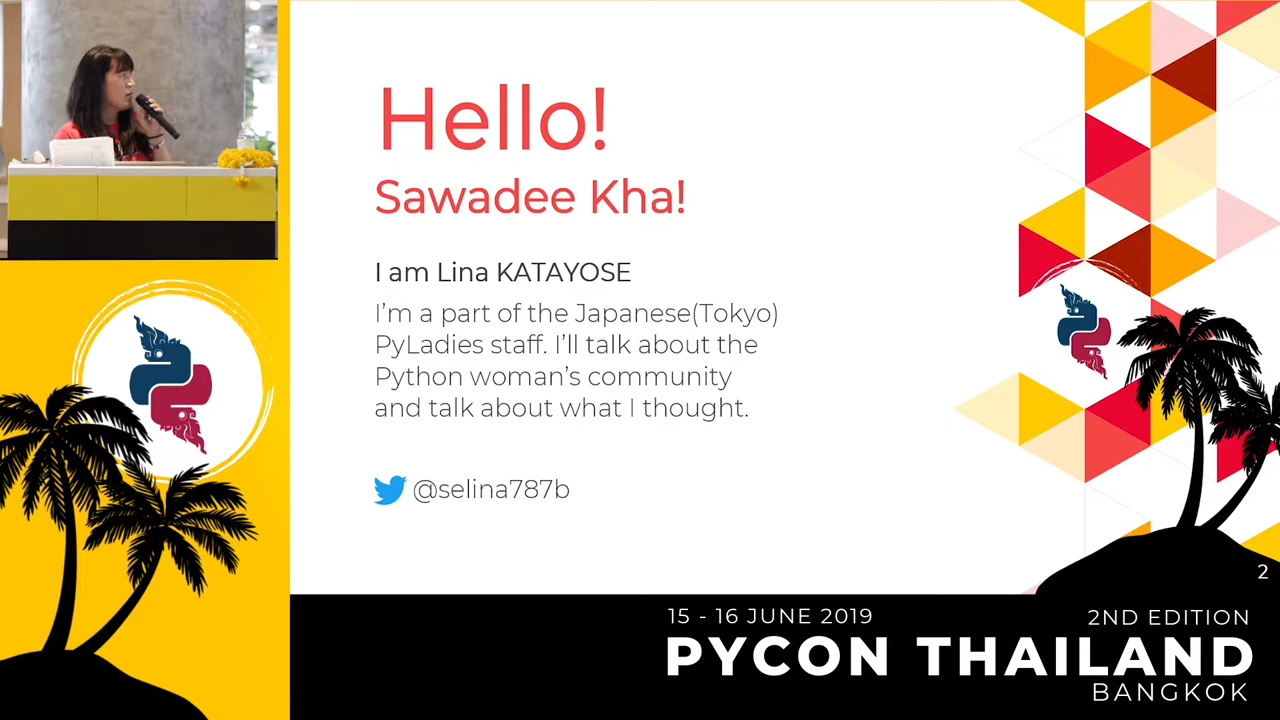 Hello!
Sawadee Kha!
I am Lina KATAYOSE
I’m a part of the Japanese(Tokyo)
PyLadies staff. I’ll talk about the
Python woman’s community
and talk about what I thought.
@selina787b
2
15 - 16 JUNE 2019
2ND EDITION
PYCON THAILAND
BANGKOK